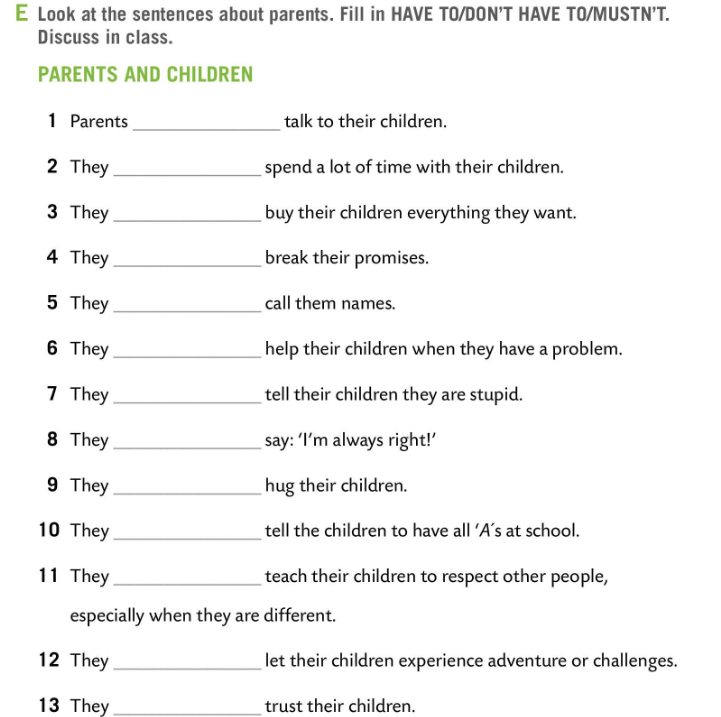 E Look at the sentences about parents. Fill in HAVE TO/DON'T HAVE TO/MUSTN'T.
Discuss in class.
PARENTS AND CHILDREN
1 Parents _______________ talk to their children.
2 They _______________ spend a lot of time with their children.
3 They _______________ buy their children everything they want.
4 They _______________ break their promises.
5 They _______________ call them names.
6 They _______________ help their children when they have a problem.
7 They _______________ tell their children they are stupid.
8 They _______________ say: ‘I'm always right!’
9 They _______________ hug their children.
10 They _______________ tell the children to have all ‘A´s at school.
11 They _______________ teach their children to respect other people,
especially when they are different.
12 They _______________ let their children experience adventure or challenges.
13 They _______________ trust their children.